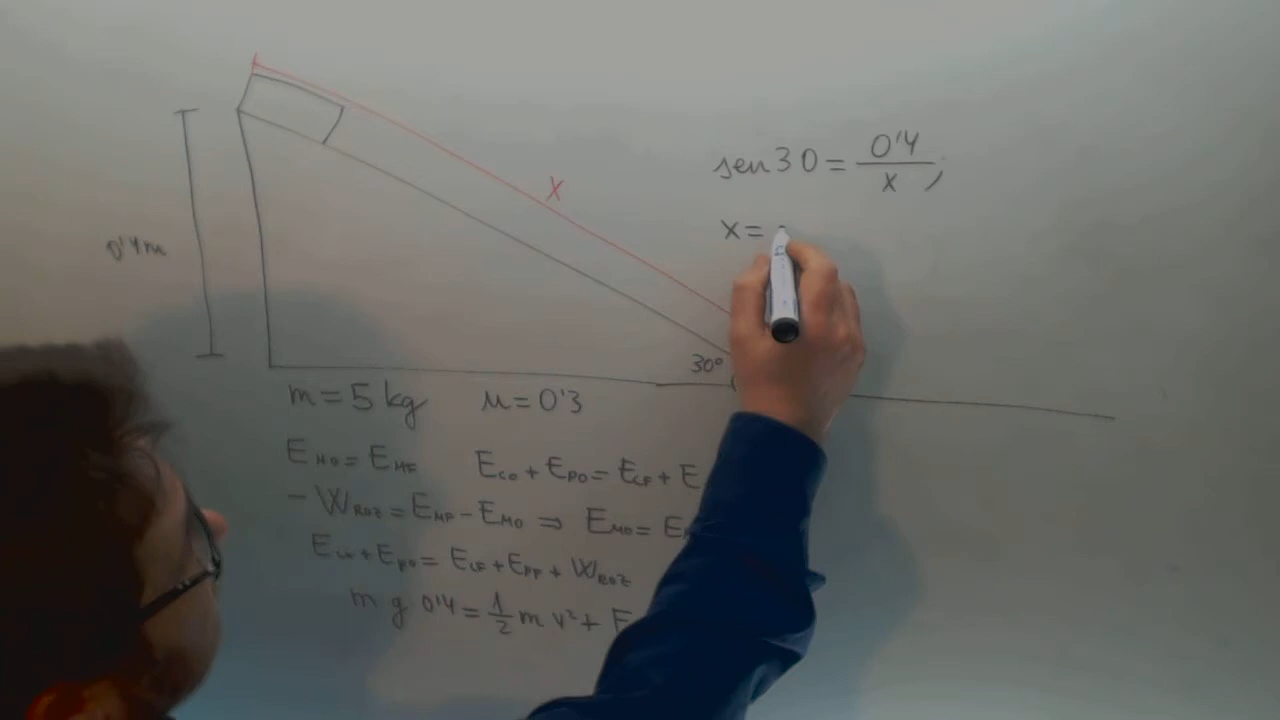 sen 30 = 0'4 / x ;
x =
x
0'4m
30°
m = 5 kg μ = 0'3
E_MO = E_MF E_CO + E_PO = E_CF + E
- W_ROZ = E_MF - E_MO ⇒ E_MO = E
E_CO + E_PO = E_CF + E_PF + W_ROZ
m g 0'4 = 1/2 m v² + F